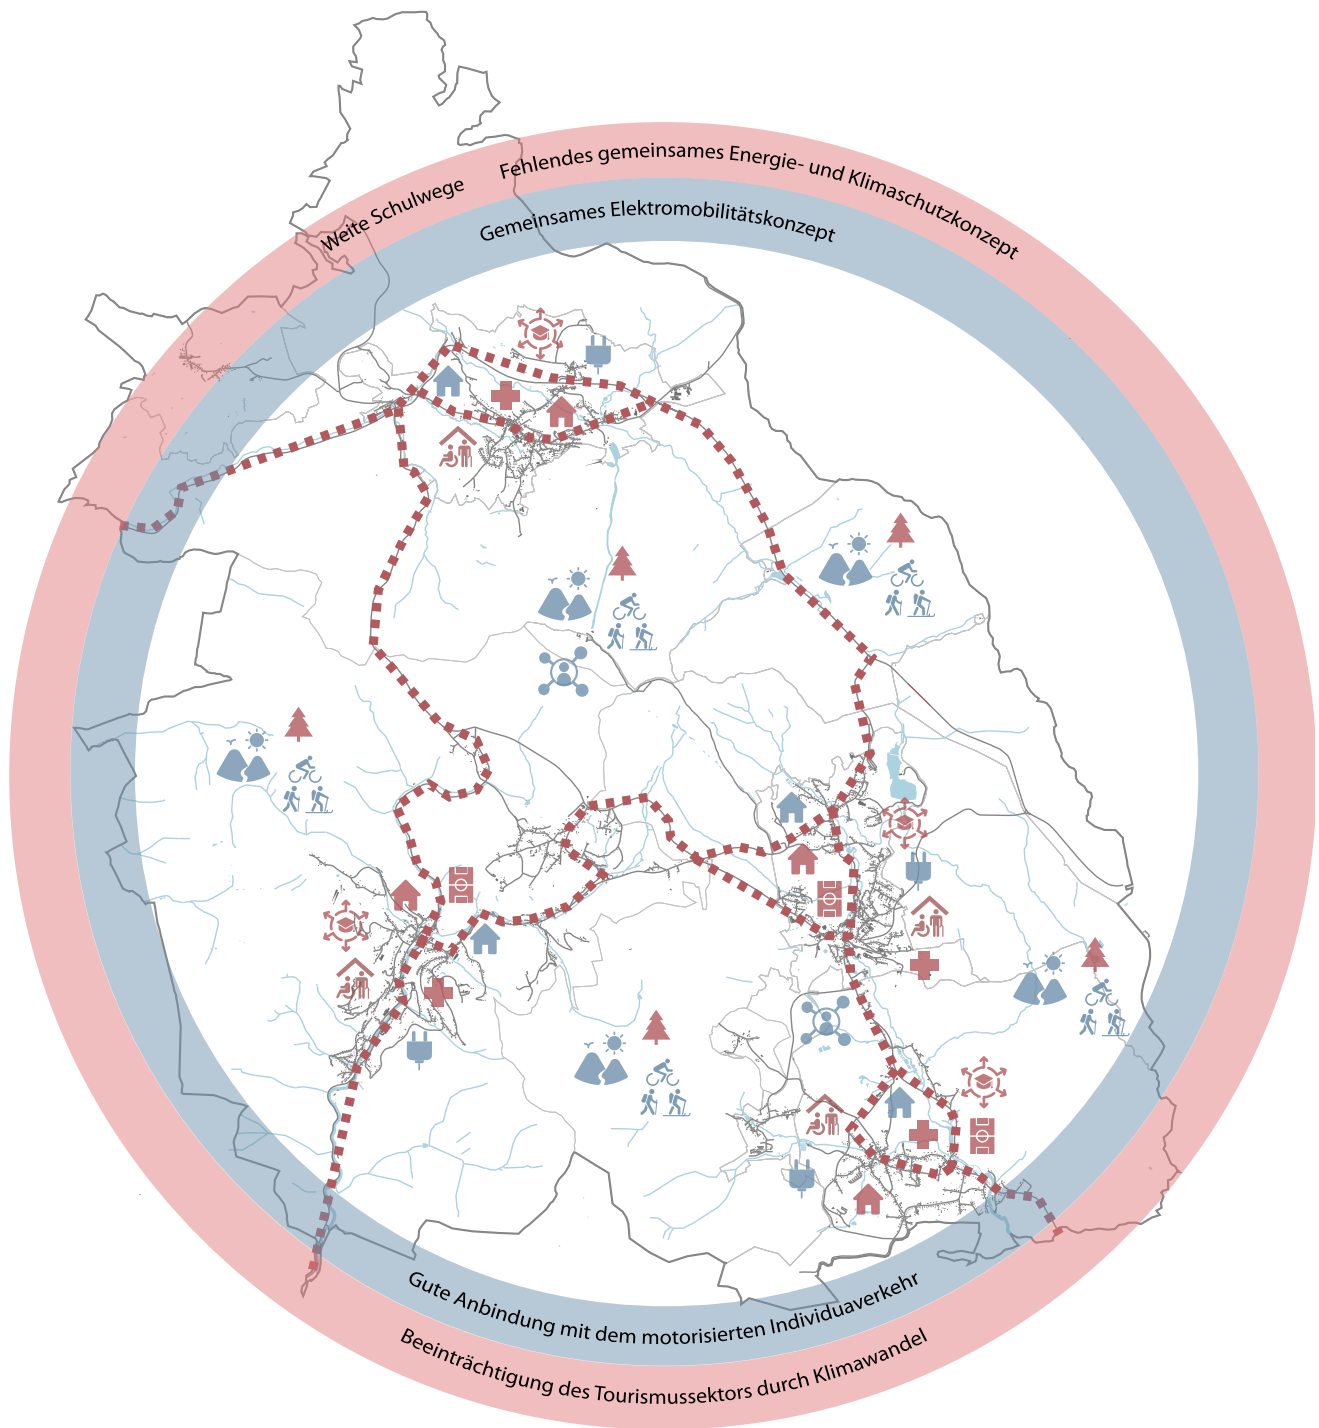 Fehlendes gemeinsames Energie- und Klimaschutzkonzept
Weite Schulwege
Gemeinsames Elektromobilitätskonzept
Gute Anbindung mit dem motorisierten Individuaverkehr
Beeinträchtigung des Tourismussektors durch Klimawandel